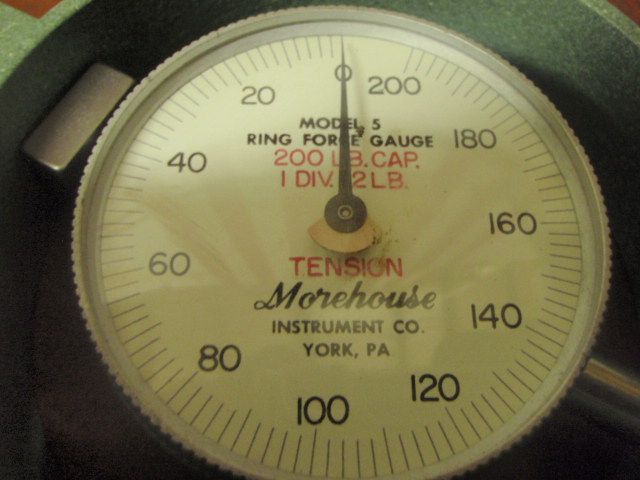 0
20
200
MODEL 5
RING FORCE GAUGE
180
200 LB. CAP.
40
1 DIV. 2 LB.
160
60
TENSION
Morehouse
INSTRUMENT CO.
140
YORK, PA
80
120
100